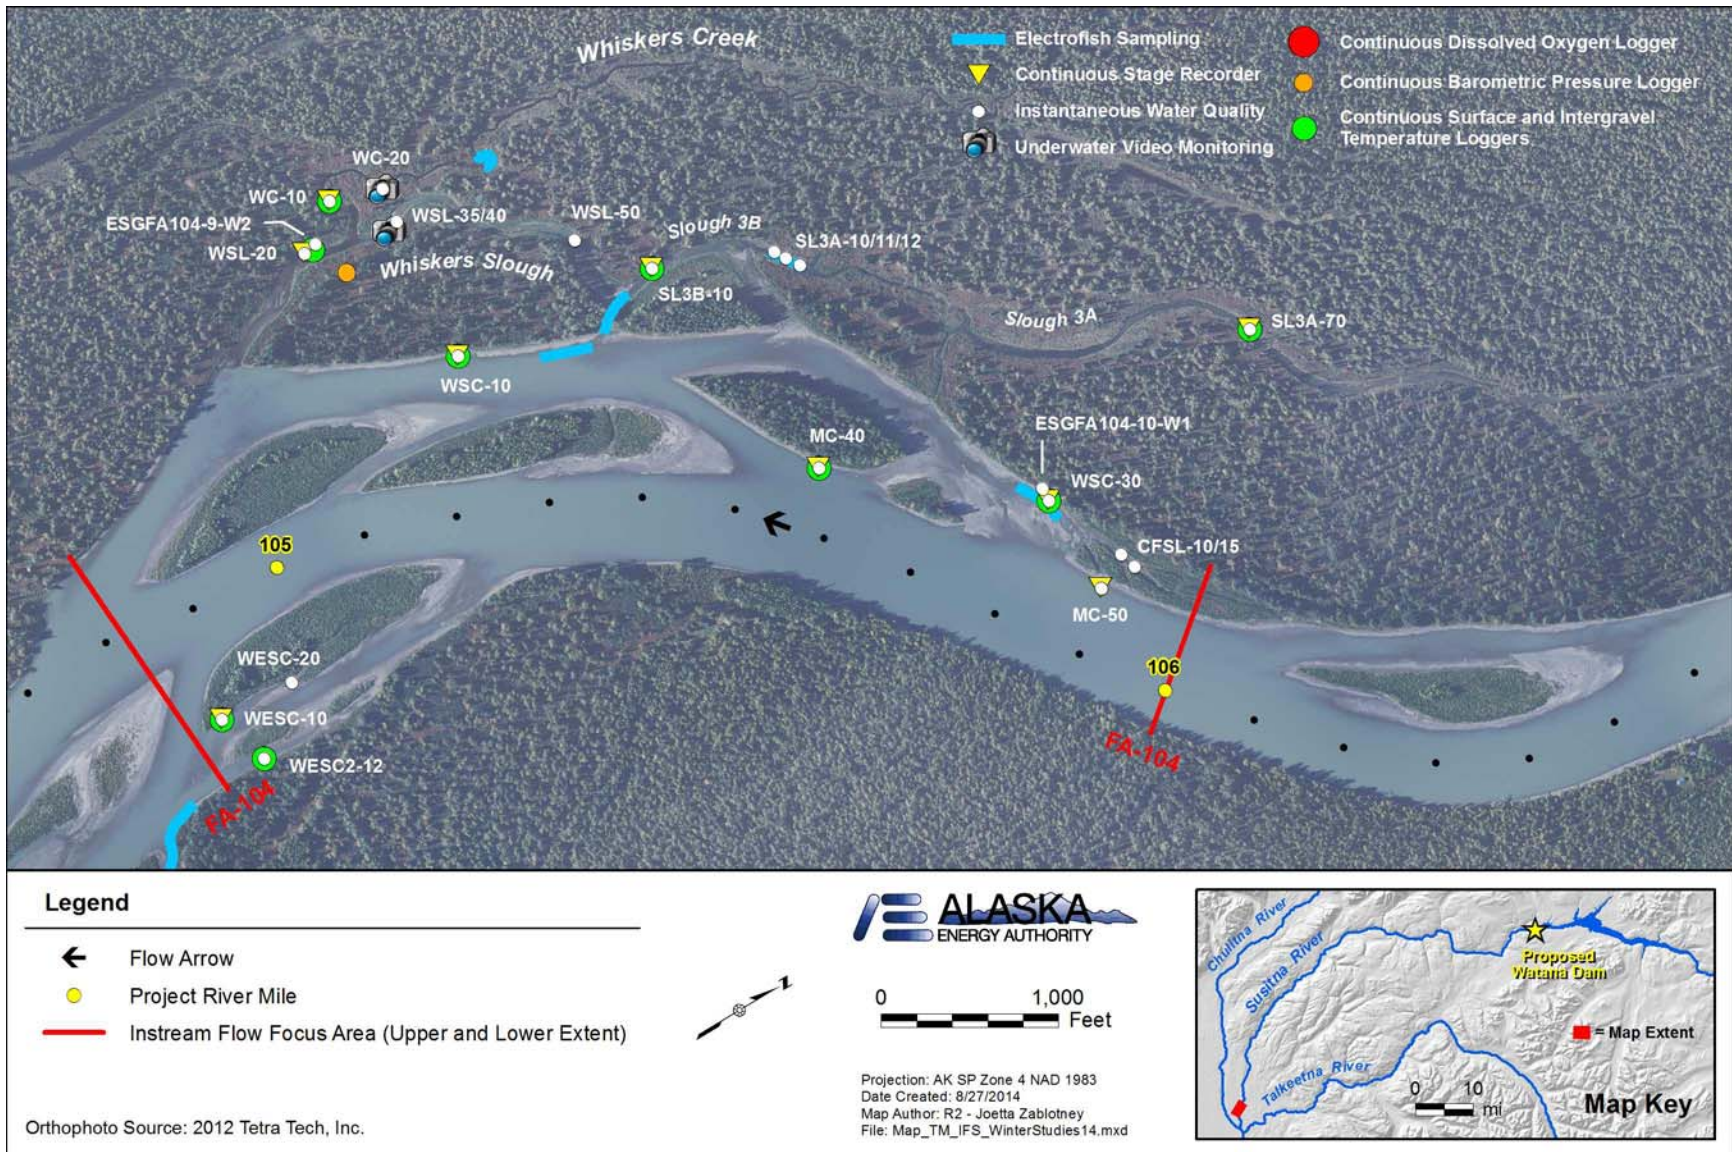 Whiskers Creek
Electrofish Sampling
Continuous Stage Recorder
Instantaneous Water Quality
Underwater Video Monitoring
Continuous Dissolved Oxygen Logger
Continuous Barometric Pressure Logger
Continuous Surface and Intergravel
Temperature Loggers
WC-20
WC-10
ESGFA104-9-W2
WSL-20
WSL-35/40
Whiskers Slough
WSL-50
Slough 3B
SL3A-10/11/12
SL3B-10
Slough 3A
SL3A-70
WSC-10
MC-40
ESGFA104-10-W1
WSC-30
CFSL-10/15
MC-50
105
106
WESC-20
WESC-10
WESC2-12
FA-104
FA-104
Legend
Flow Arrow
Project River Mile
Instream Flow Focus Area (Upper and Lower Extent)
Orthophoto Source: 2012 Tetra Tech, Inc.
ALASKA
ENERGY AUTHORITY
N
0 1,000
Feet
Projection: AK SP Zone 4 NAD 1983
Date Created: 8/27/2014
Map Author: R2 - Joetta Zablotney
File: Map_TM_IFS_WinterStudies14.mxd
Chulitna River
Susitna River
Proposed
Watana Dam
= Map Extent
Talkeetna River
0 10
mi
Map Key